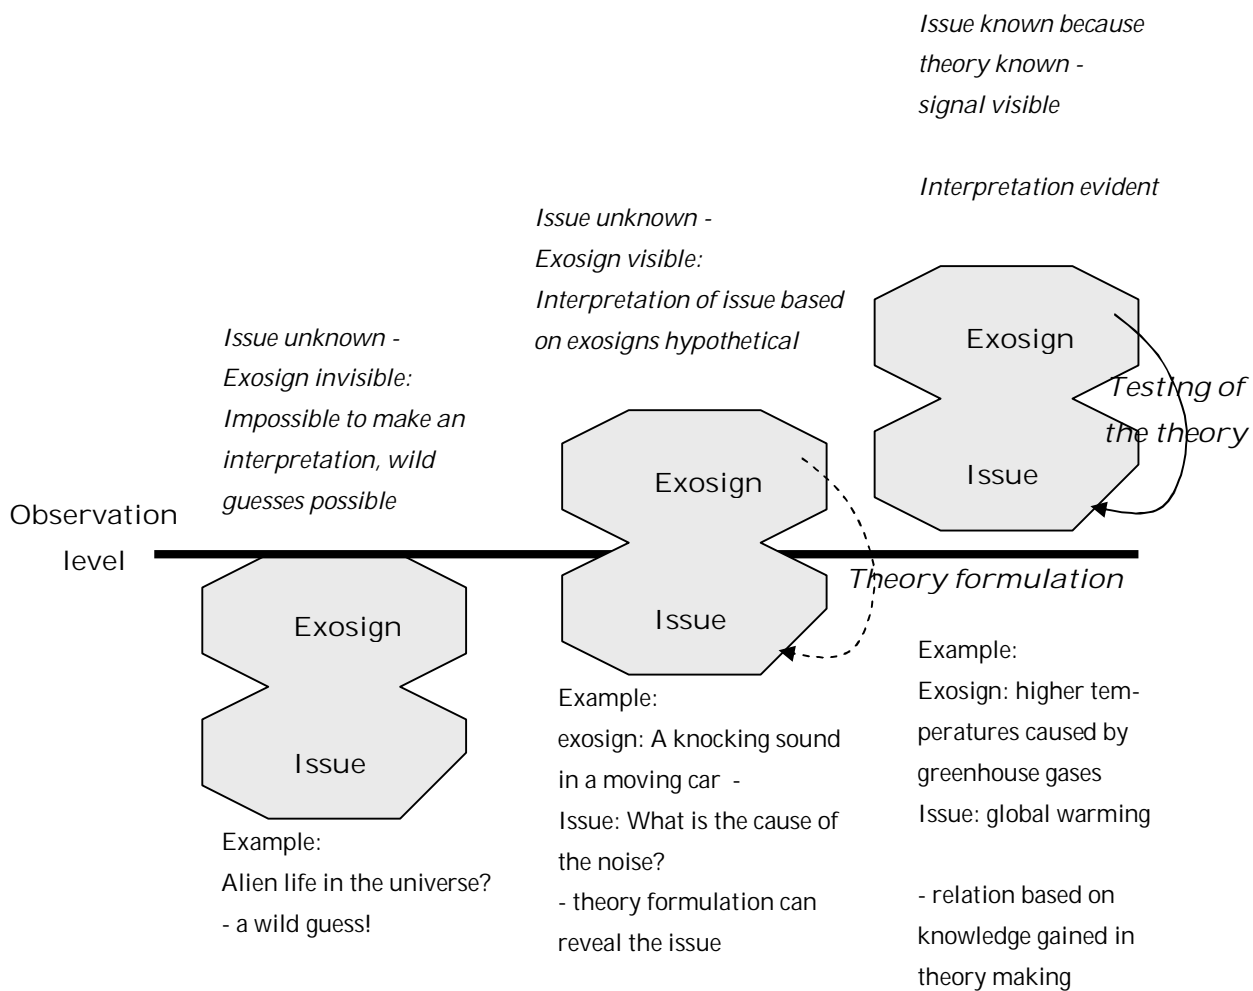 Issue known because
theory known -
signal visible
Interpretation evident
Issue unknown -
Exosign visible:
Interpretation of issue based
on exosigns hypothetical
Issue unknown -
Exosign invisible:
Impossible to make an
interpretation, wild
guesses possible
Exosign
Testing of
the theory
Issue
Exosign
Issue
Observation
level
Theory formulation
Exosign
Issue
Example:
Alien life in the universe?
- a wild guess!
Example:
exosign: A knocking sound
in a moving car -
Issue: What is the cause of
the noise?
- theory formulation can
reveal the issue
Example:
Exosign: higher tem-
peratures caused by
greenhouse gases
Issue: global warming
- relation based on
knowledge gained in
theory making